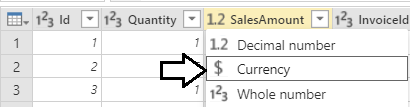 1²3 Id 1²3 Quantity 1.2 SalesAmount 1²3 InvoiceId
1 1 1 1.2 Decimal number
2 2 $ Currency
3 3 1 1²3 Whole number